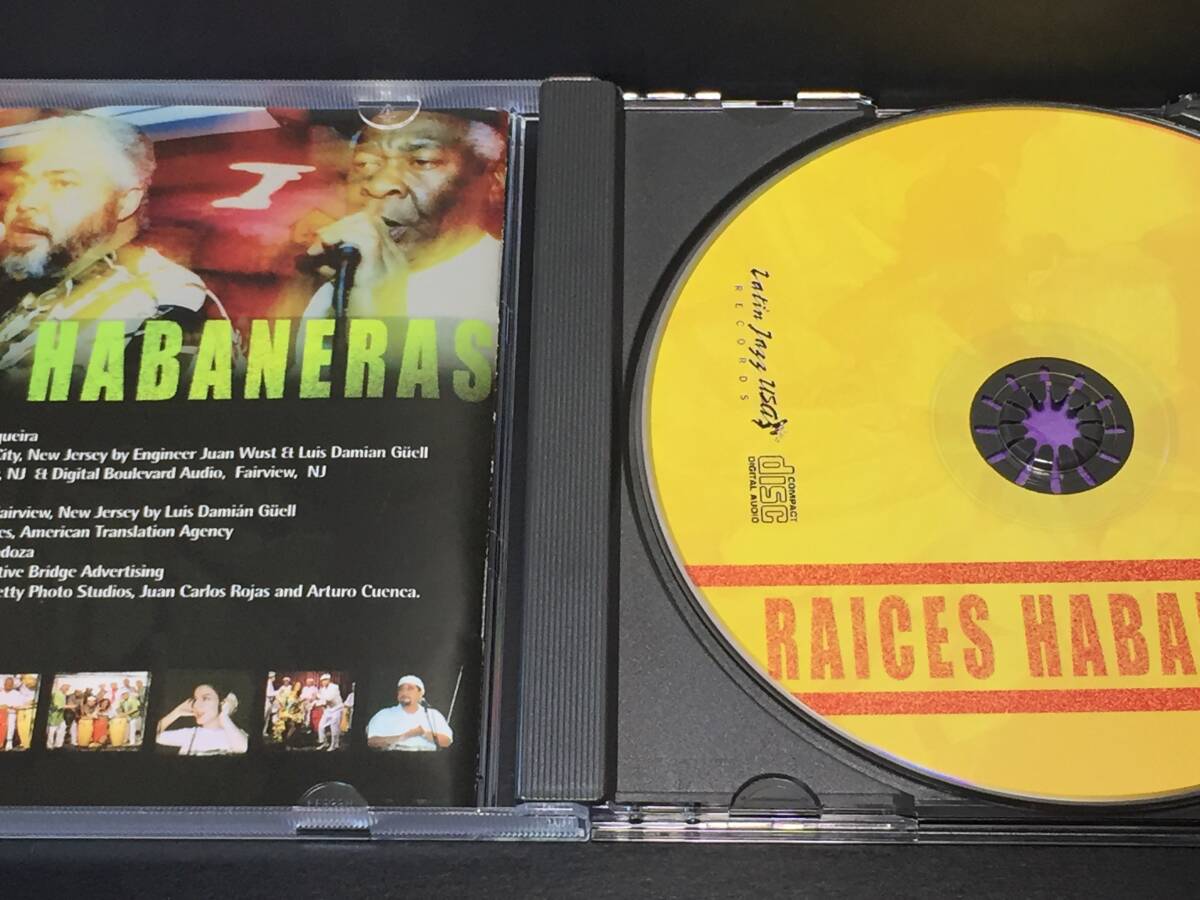 HABANERAS
queira
City, New Jersey by Engineer Juan Wust & Luis Damian Güell
, NJ & Digital Boulevard Audio, Fairview, NJ
airview, New Jersey by Luis Damián Güell
es, American Translation Agency
doza
tive Bridge Advertising
etty Photo Studios, Juan Carlos Rojas and Arturo Cuenca.
Latin Jazz USA
RECORDS
COMPACT
disc
DIGITAL AUDIO
RAICES HABA